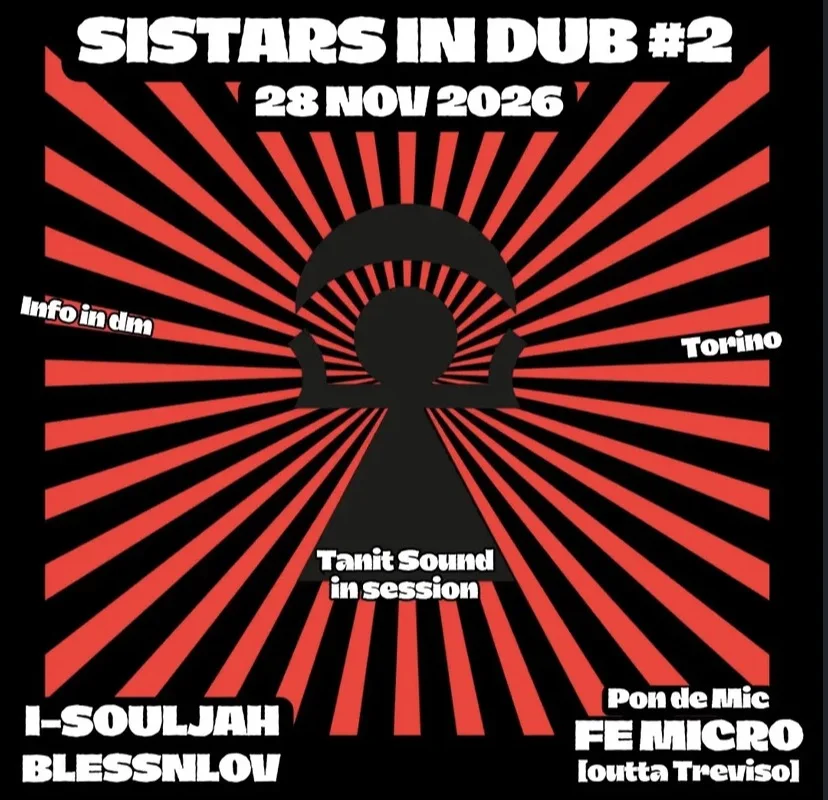 SISTARS IN DUB #2
28 NOV 2026
Info in dm
Torino
Tanit Sound
in session
I-SOULJAH
BLESSNLOV
Pon de Mic
FE MICRO
[outta Treviso]